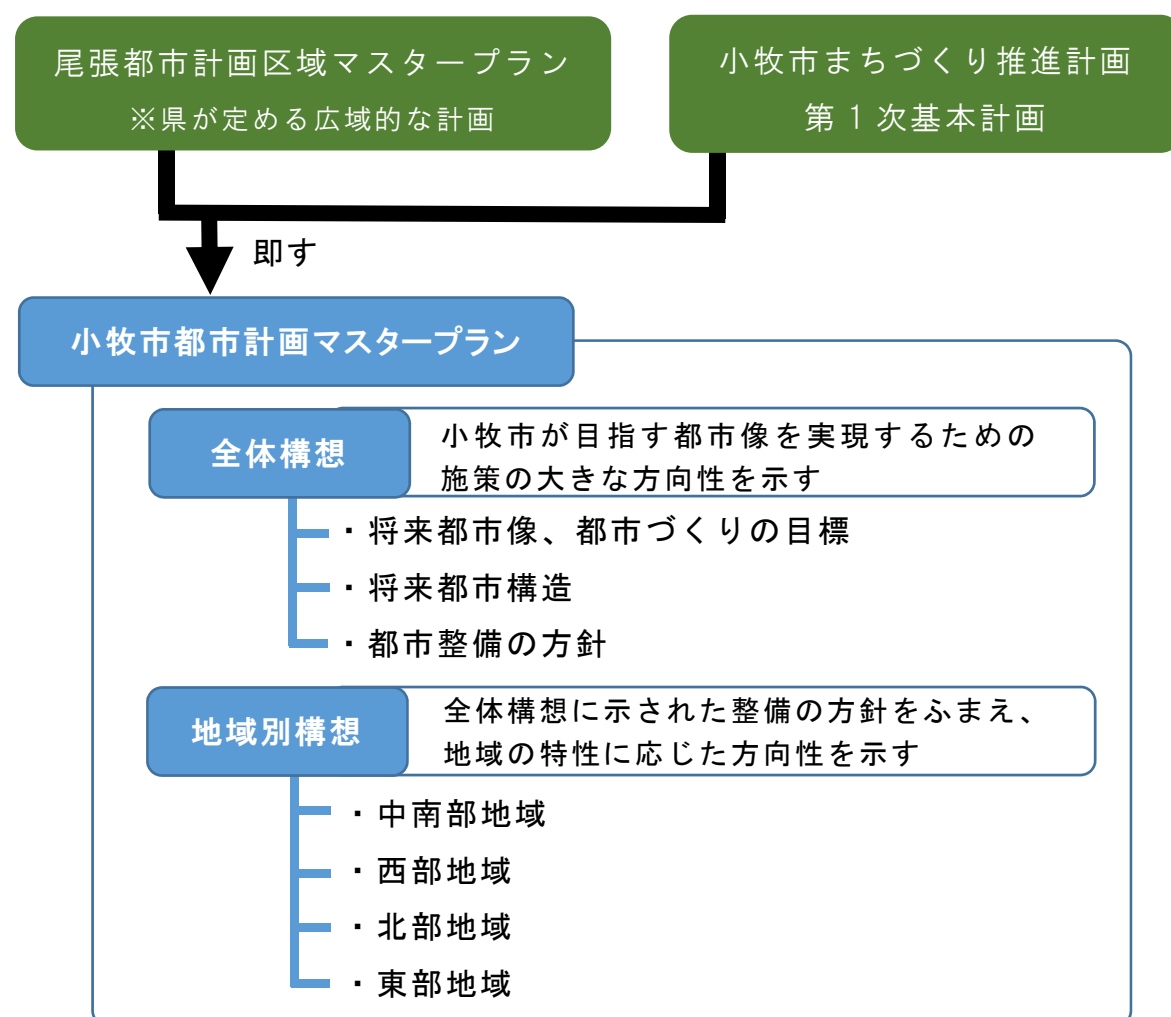 尾張都市計画区域マスタープラン
※県が定める広域的な計画
小牧市まちづくり推進計画
第1次基本計画
即す
小牧市都市計画マスタープラン
全体構想
小牧市が目指す都市像を実現するための
施策の大きな方向性を示す
・将来都市像、都市づくりの目標
・将来都市構造
・都市整備の方針
地域別構想
全体構想に示された整備の方針をふまえ、
地域の特性に応じた方向性を示す
・中南部地域
・西部地域
・北部地域
・東部地域